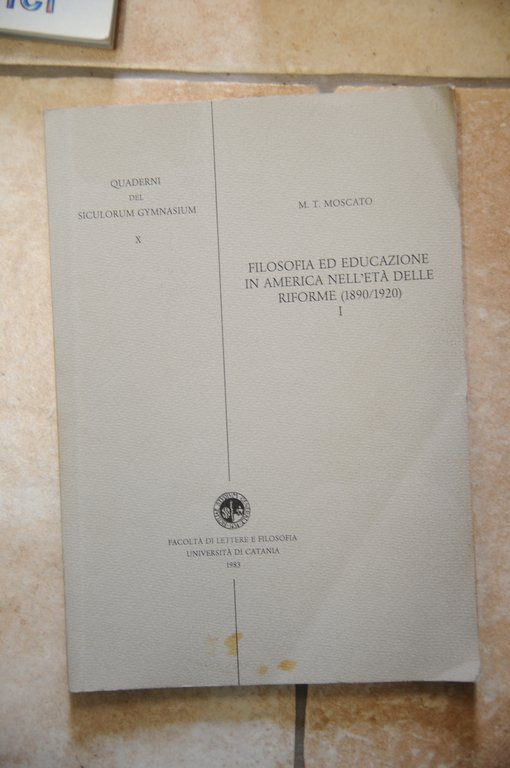 QUADERNI
DEL
SICULORUM GYMNASIUM
X
M. T. MOSCATO
FILOSOFIA ED EDUCAZIONE
IN AMERICA NELL'ETÀ DELLE
RIFORME (1890/1920)
I
FACOLTÀ DI LETTERE E FILOSOFIA
UNIVERSITÀ DI CATANIA
1983